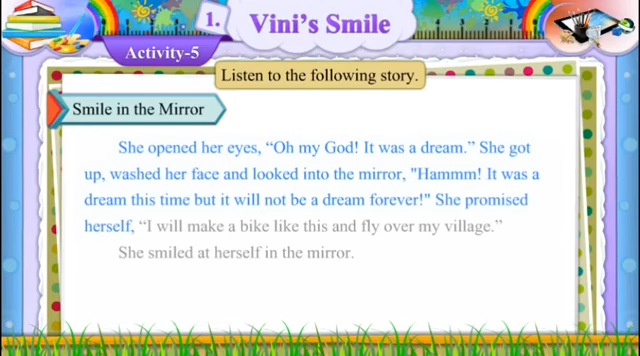 1. Vini’s Smile
Activity-5
Listen to the following story.
Smile in the Mirror
She opened her eyes, “Oh my God! It was a dream.” She got
up, washed her face and looked into the mirror, "Hammm! It was a
dream this time but it will not be a dream forever!" She promised
herself, “I will make a bike like this and fly over my village.”
She smiled at herself in the mirror.